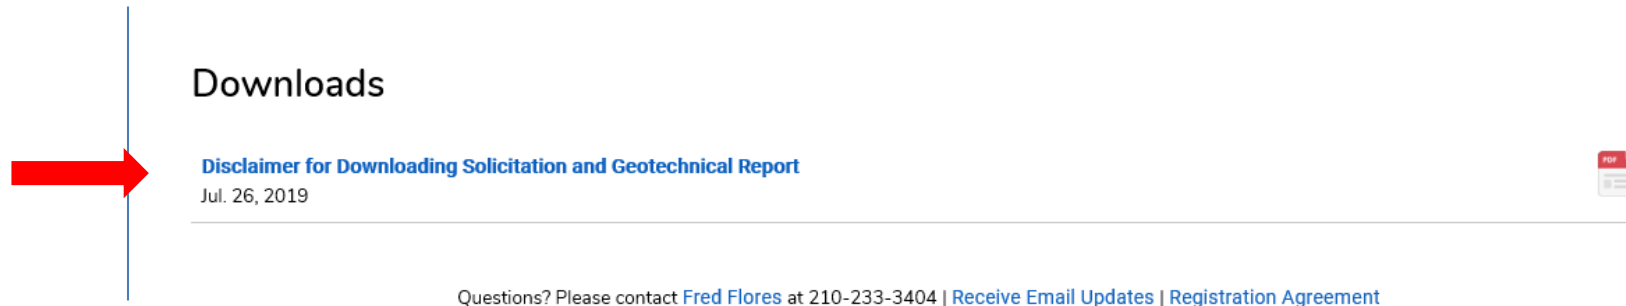 Downloads
Disclaimer for Downloading Solicitation and Geotechnical Report
PDF
Jul. 26, 2019
Questions? Please contact Fred Flores at 210-233-3404 | Receive Email Updates | Registration Agreement